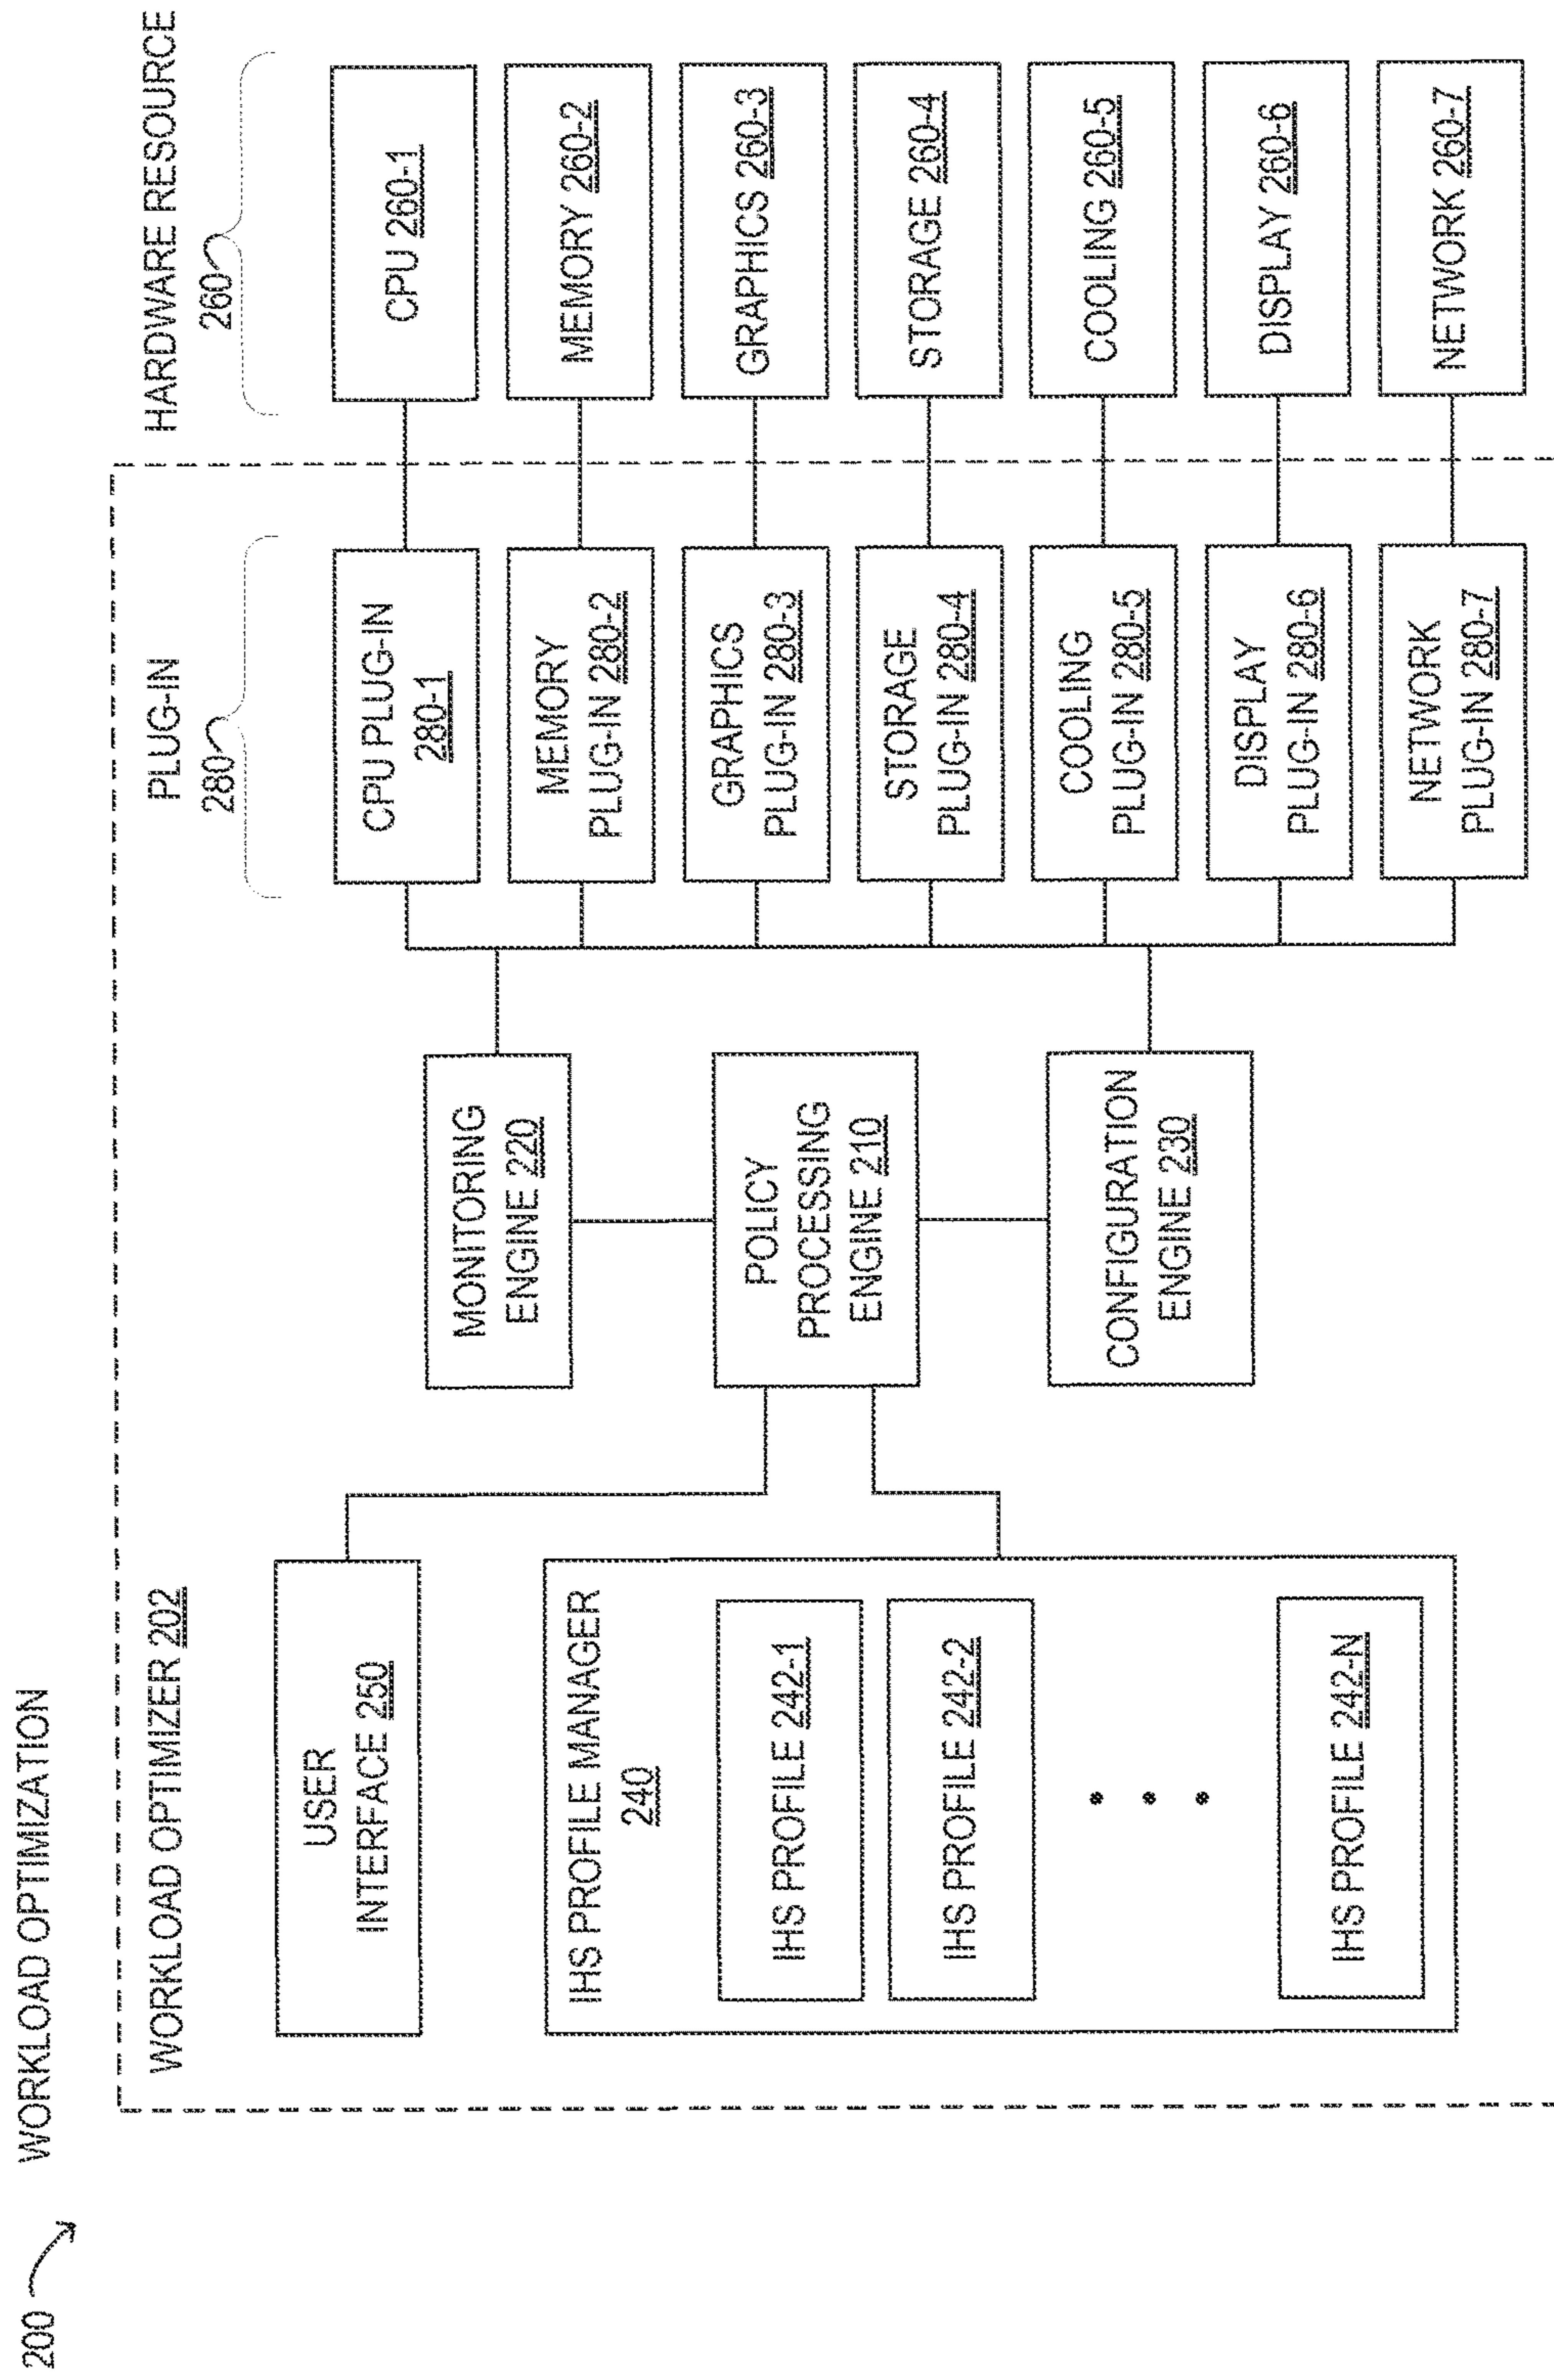 200
WORKLOAD OPTIMIZATION
WORKLOAD OPTIMIZER 202
USER
INTERFACE 250
IHS PROFILE MANAGER
240
IHS PROFILE 242-1
IHS PROFILE 242-2
IHS PROFILE 242-N
MONITORING
ENGINE 220
POLICY
PROCESSING
ENGINE 210
CONFIGURATION
ENGINE 230
PLUG-IN
280
CPU PLUG-IN
280-1
MEMORY
PLUG-IN 280-2
GRAPHICS
PLUG-IN 280-3
STORAGE
PLUG-IN 280-4
COOLING
PLUG-IN 280-5
DISPLAY
PLUG-IN 280-6
NETWORK
PLUG-IN 280-7
HARDWARE RESOURCE
260
CPU 260-1
MEMORY 260-2
GRAPHICS 260-3
STORAGE 260-4
COOLING 260-5
DISPLAY 260-6
NETWORK 260-7